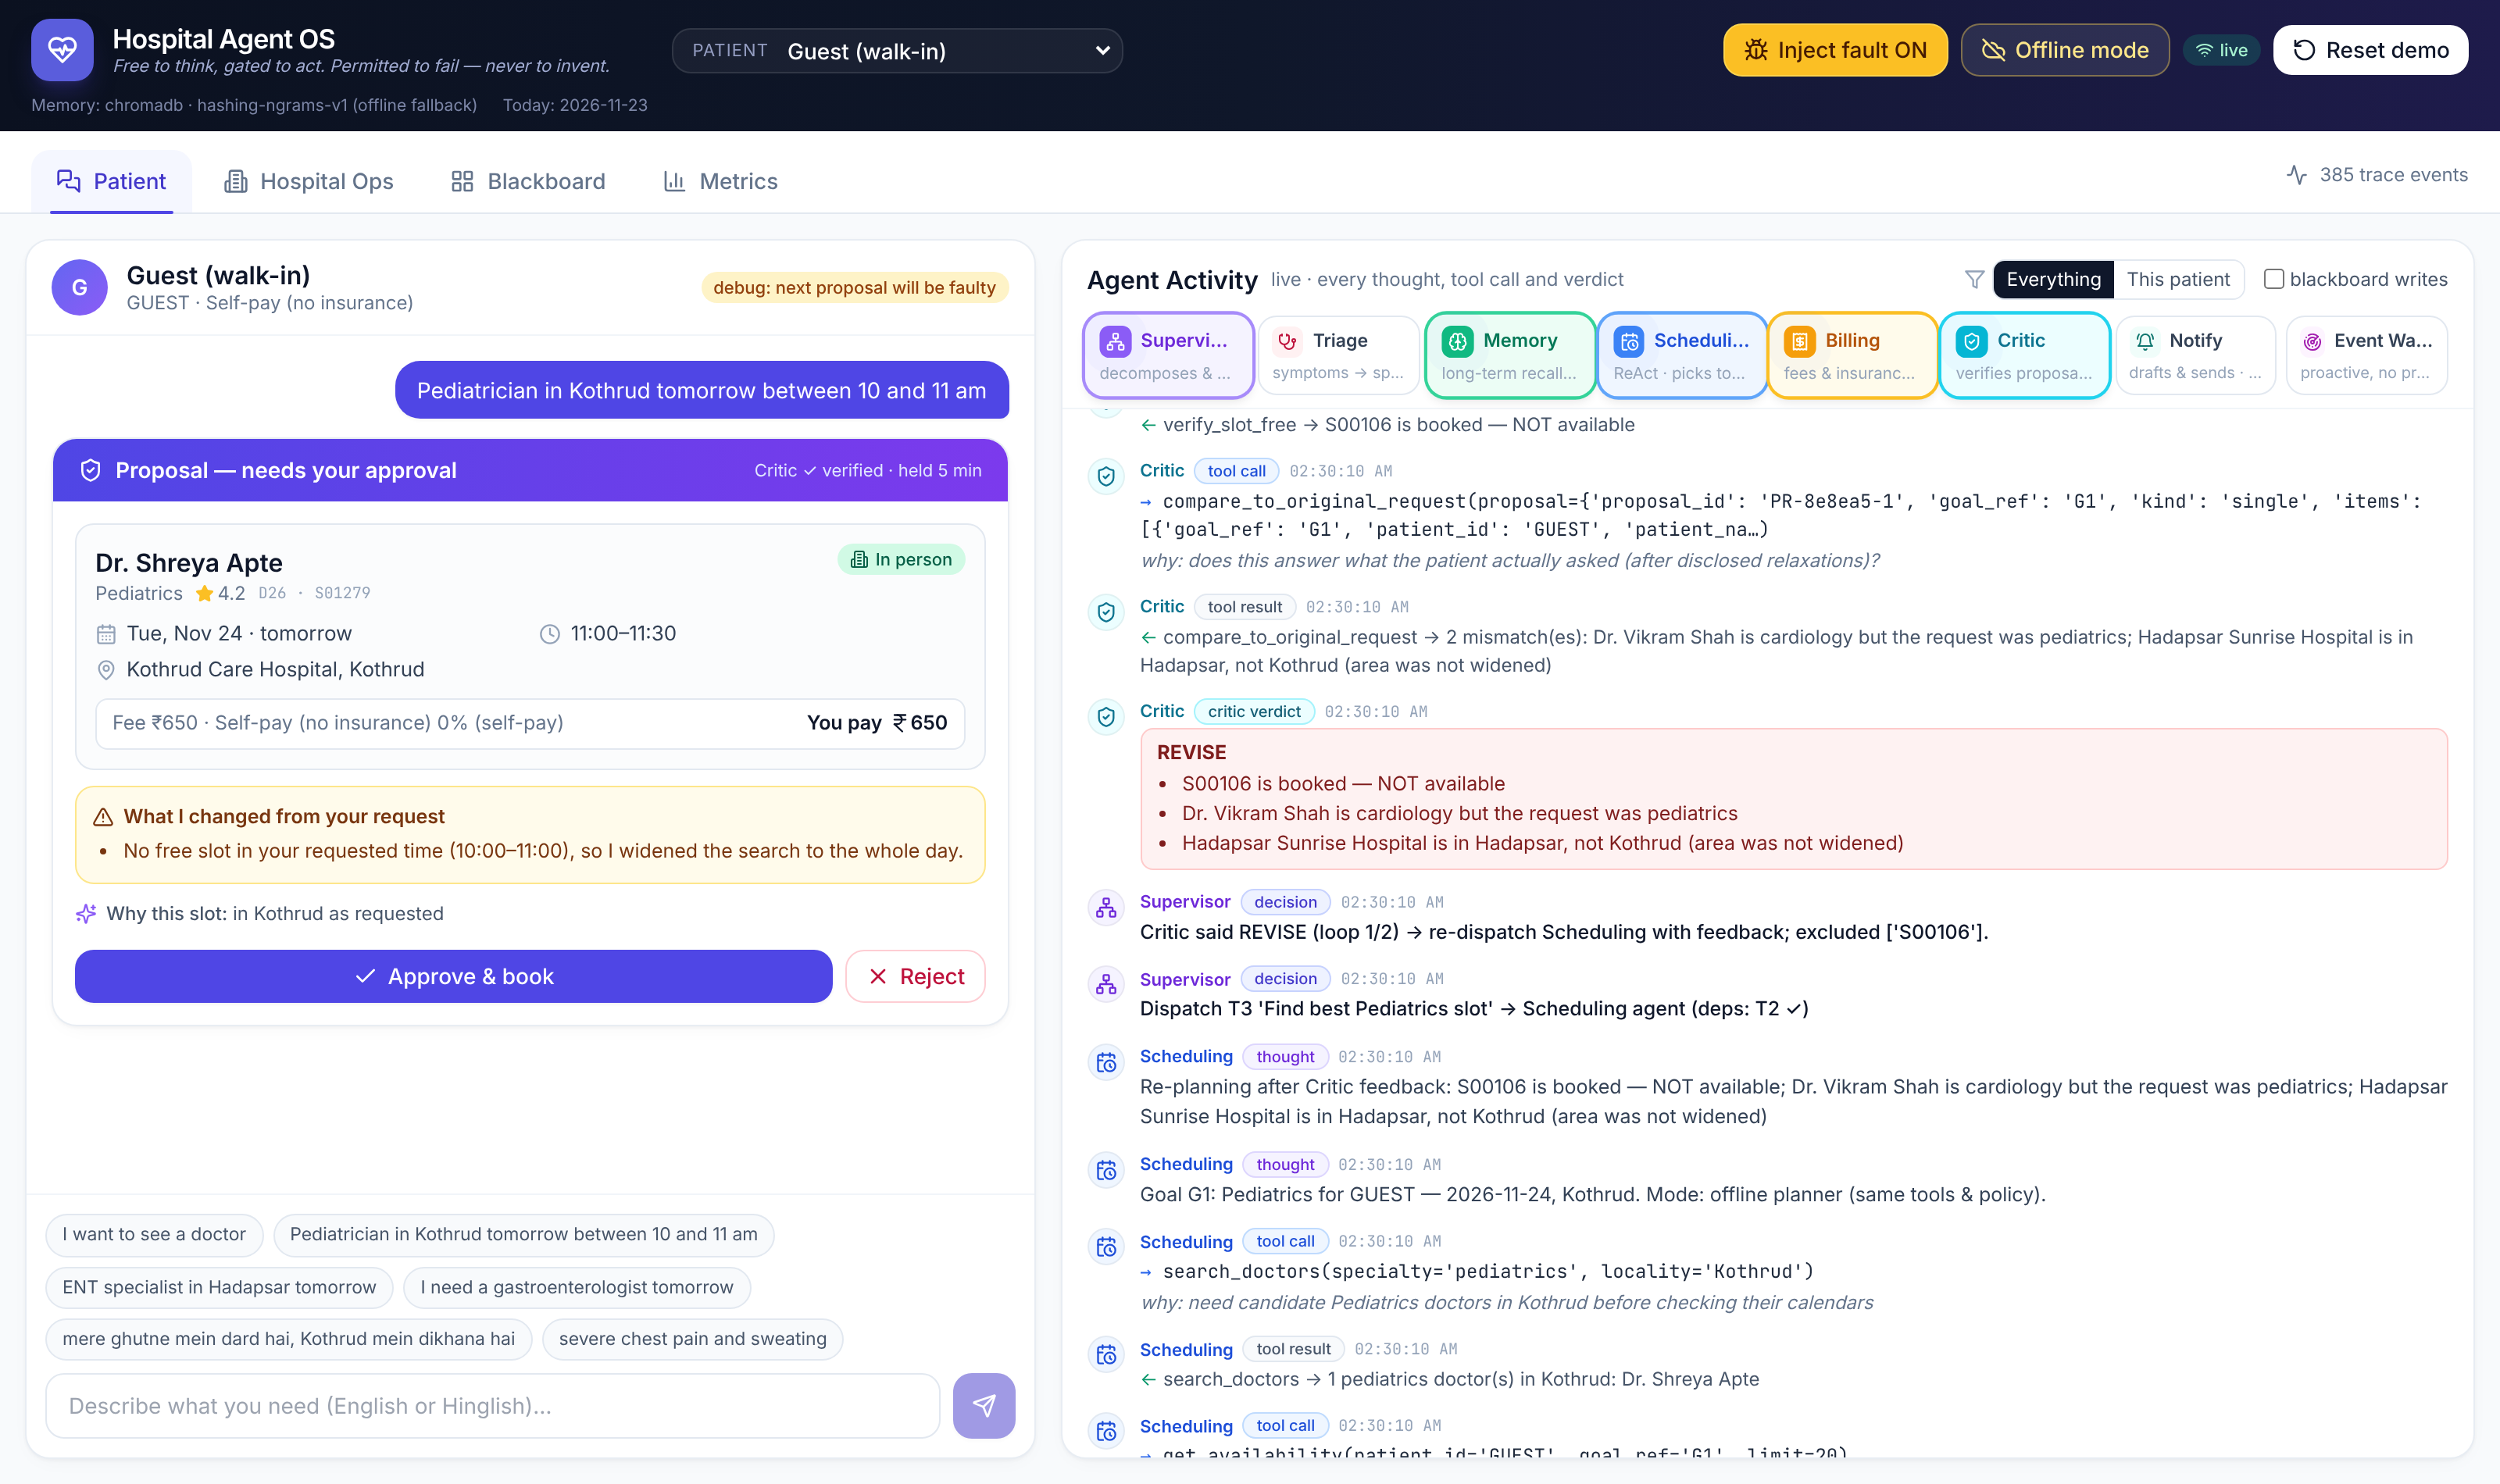 Hospital Agent OS
Free to think, gated to act. Permitted to fail — never to invent.
PATIENT Guest (walk-in)
Inject fault ON
Offline mode
live
Reset demo
Memory: chromadb · hashing-ngrams-v1 (offline fallback) Today: 2026-11-23
Patient
Hospital Ops
Blackboard
Metrics
385 trace events
G
Guest (walk-in)
GUEST · Self-pay (no insurance)
debug: next proposal will be faulty
Pediatrician in Kothrud tomorrow between 10 and 11 am
Proposal — needs your approval
Critic ✓ verified · held 5 min
Dr. Shreya Apte
In person
Pediatrics 4.2 D26 · S01279
Tue, Nov 24 · tomorrow
11:00–11:30
Kothrud Care Hospital, Kothrud
Fee ₹650 · Self-pay (no insurance) 0% (self-pay)
You pay ₹650
What I changed from your request
• No free slot in your requested time (10:00–11:00), so I widened the search to the whole day.
Why this slot: in Kothrud as requested
Approve & book
Reject
I want to see a doctor
Pediatrician in Kothrud tomorrow between 10 and 11 am
ENT specialist in Hadapsar tomorrow
I need a gastroenterologist tomorrow
mere ghutne mein dard hai, Kothrud mein dikhana hai
severe chest pain and sweating
Describe what you need (English or Hinglish)...
Agent Activity live · every thought, tool call and verdict
Everything
This patient
blackboard writes
Supervi...
decomposes & ...
Triage
symptoms → sp...
Memory
long-term recall...
Scheduli...
ReAct · picks to...
Billing
fees & insuranc...
Critic
verifies proposa...
Notify
drafts & sends · ...
Event Wa...
proactive, no pr...
← verify_slot_free → S00106 is booked — NOT available
Critic tool call 02:30:10 AM
→ compare_to_original_request(proposal={'proposal_id': 'PR-8e8ea5-1', 'goal_ref': 'G1', 'kind': 'single', 'items':
[{'goal_ref': 'G1', 'patient_id': 'GUEST', 'patient_na…)
why: does this answer what the patient actually asked (after disclosed relaxations)?
Critic tool result 02:30:10 AM
← compare_to_original_request → 2 mismatch(es): Dr. Vikram Shah is cardiology but the request was pediatrics; Hadapsar Sunrise Hospital is in
Hadapsar, not Kothrud (area was not widened)
Critic critic verdict 02:30:10 AM
REVISE
• S00106 is booked — NOT available
• Dr. Vikram Shah is cardiology but the request was pediatrics
• Hadapsar Sunrise Hospital is in Hadapsar, not Kothrud (area was not widened)
Supervisor decision 02:30:10 AM
Critic said REVISE (loop 1/2) → re-dispatch Scheduling with feedback; excluded ['S00106'].
Supervisor decision 02:30:10 AM
Dispatch T3 'Find best Pediatrics slot' → Scheduling agent (deps: T2 ✓)
Scheduling thought 02:30:10 AM
Re-planning after Critic feedback: S00106 is booked — NOT available; Dr. Vikram Shah is cardiology but the request was pediatrics; Hadapsar
Sunrise Hospital is in Hadapsar, not Kothrud (area was not widened)
Scheduling thought 02:30:10 AM
Goal G1: Pediatrics for GUEST — 2026-11-24, Kothrud. Mode: offline planner (same tools & policy).
Scheduling tool call 02:30:10 AM
→ search_doctors(specialty='pediatrics', locality='Kothrud')
why: need candidate Pediatrics doctors in Kothrud before checking their calendars
Scheduling tool result 02:30:10 AM
← search_doctors → 1 pediatrics doctor(s) in Kothrud: Dr. Shreya Apte
Scheduling tool call 02:30:10 AM
→ get_availability(patient_id='GUEST', goal_ref='G1', limit=20)